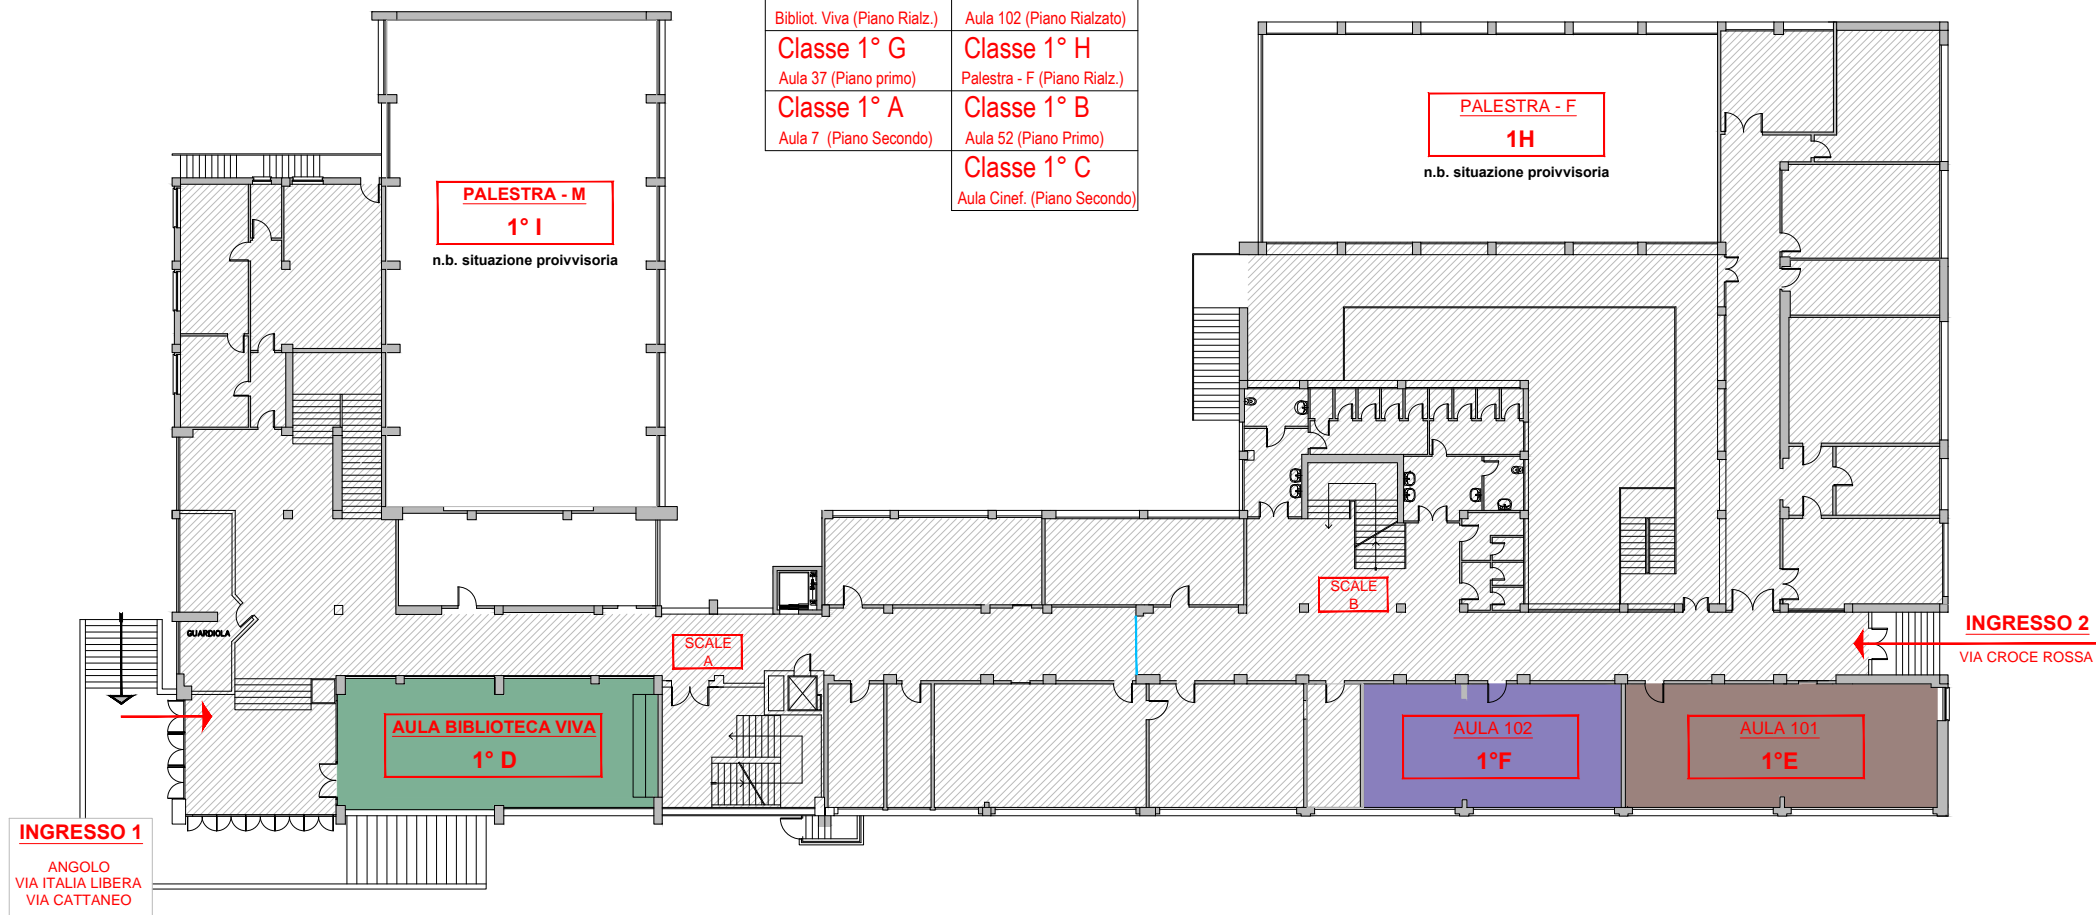 Bibliot. Viva (Piano Rialz.) Aula 102 (Piano Rialzato)
Classe 1° G Classe 1° H
Aula 37 (Piano primo) Palestra - F (Piano Rialz.)
Classe 1° A Classe 1° B
Aula 7 (Piano Secondo) Aula 52 (Piano Primo)
Classe 1° C
Aula Cinef. (Piano Secondo)
PALESTRA - F
1H
n.b. situazione proivvisoria
PALESTRA - M
1° I
n.b. situazione proivvisoria
SCALE
B
GUARDIOLA
SCALE
A
INGRESSO 2
VIA CROCE ROSSA
AULA BIBLIOTECA VIVA
1° D
AULA 102
1°F
AULA 101
1°E
INGRESSO 1
ANGOLO
VIA ITALIA LIBERA
VIA CATTANEO